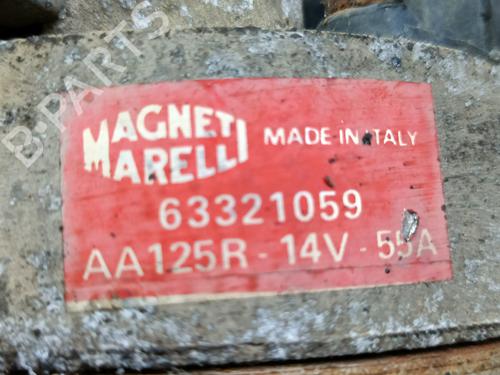 B-PARTS
MAGNETI MARELLI
MADE IN ITALY
63321059
AA125R - 14V - 55A